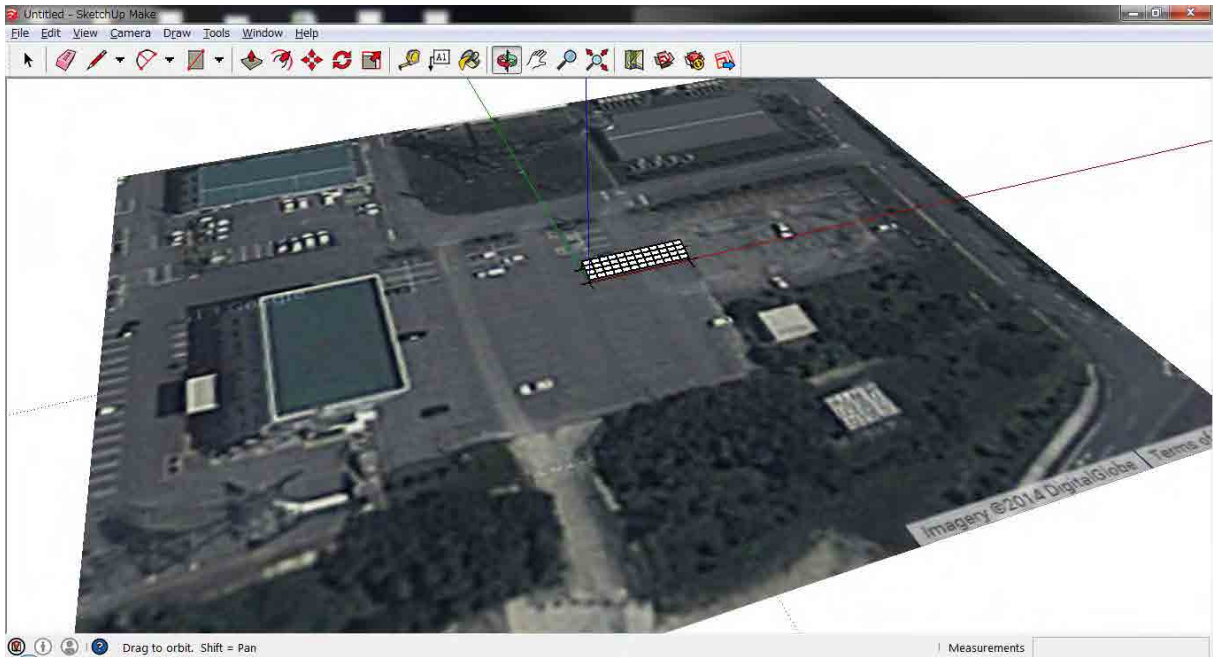 Untitled - SketchUp Make
File Edit View Camera Draw Tools Window Help
A1
Imagery ©2014 DigitalGlobe
Terms of
Drag to orbit. Shift = Pan
Measurements